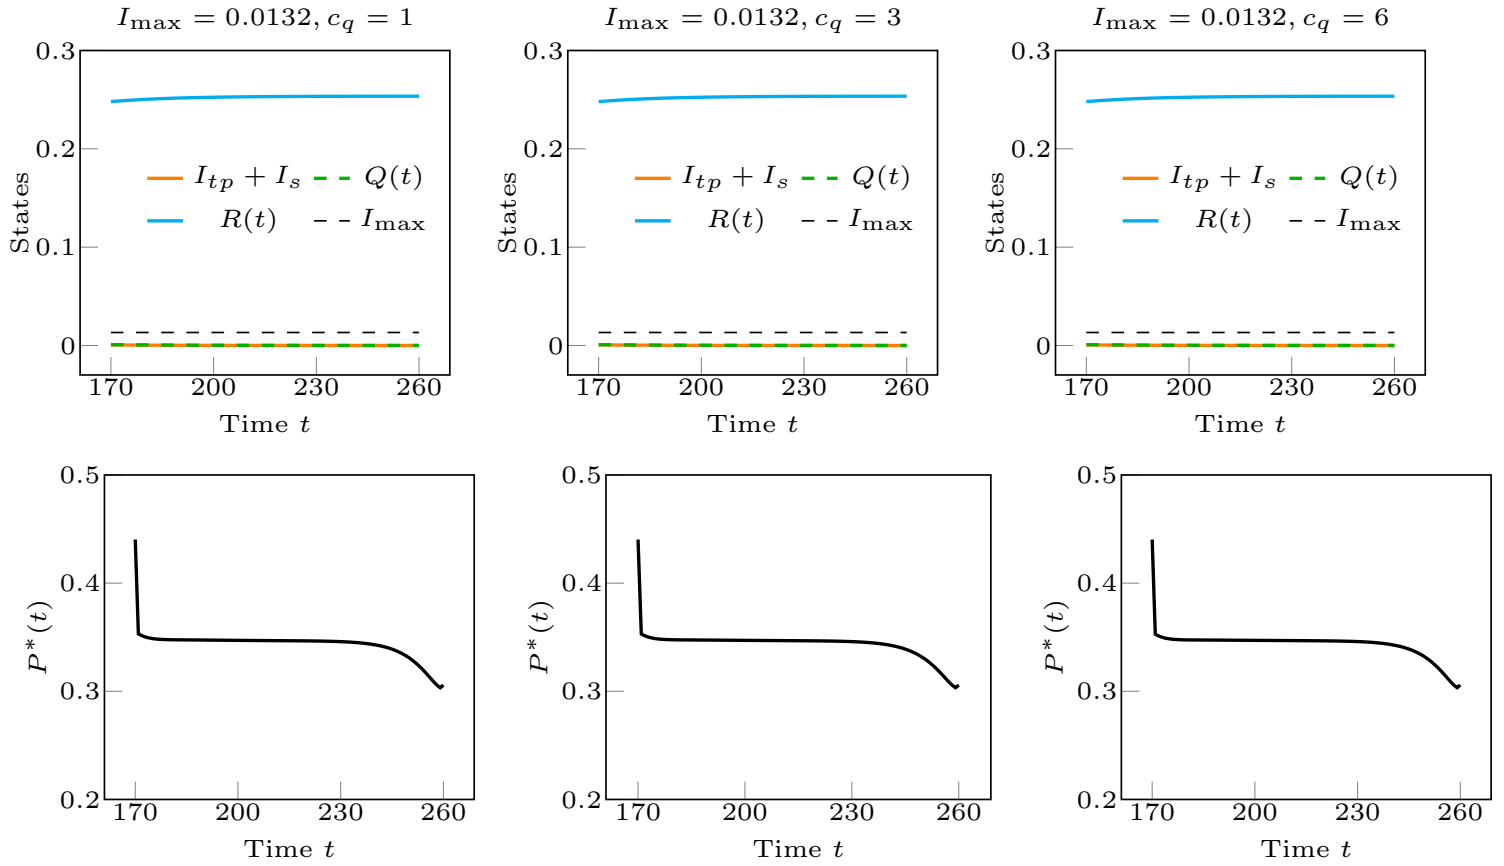 I_max = 0.0132, c_q = 1
I_max = 0.0132, c_q = 3
I_max = 0.0132, c_q = 6
0.3
0.2
0.1
0
States
I_tp + I_s
Q(t)
R(t)
I_max
170
200
230
260
Time t
0.3
0.2
0.1
0
States
I_tp + I_s
Q(t)
R(t)
I_max
170
200
230
260
Time t
0.3
0.2
0.1
0
States
I_tp + I_s
Q(t)
R(t)
I_max
170
200
230
260
Time t
0.5
0.4
0.3
0.2
P*(t)
170
200
230
260
Time t
0.5
0.4
0.3
0.2
P*(t)
170
200
230
260
Time t
0.5
0.4
0.3
0.2
P*(t)
170
200
230
260
Time t